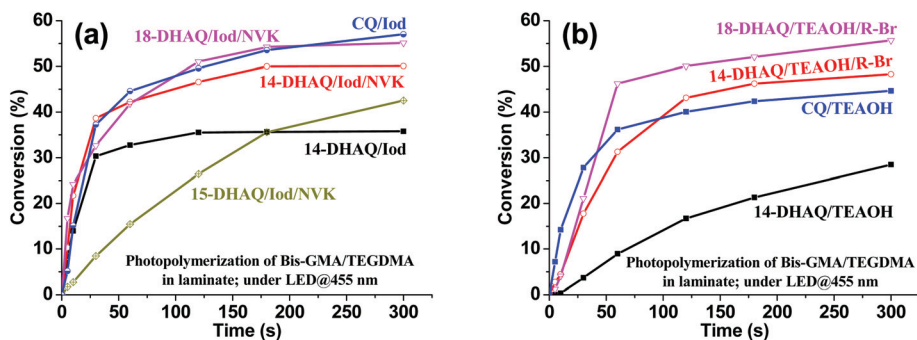 (a)
CQ/Iod
18-DHAQ/Iod/NVK
14-DHAQ/Iod/NVK
14-DHAQ/Iod
15-DHAQ/Iod/NVK
Photopolymerization of Bis-GMA/TEGDMA
in laminate; under LED@455 nm
Conversion (%)
60
50
40
30
20
10
0
0 50 100 150 200 250 300
Time (s)
(b)
18-DHAQ/TEAOH/R-Br
14-DHAQ/TEAOH/R-Br
CQ/TEAOH
14-DHAQ/TEAOH
Photopolymerization of Bis-GMA/TEGDMA
in laminate; under LED@455 nm
Conversion (%)
60
50
40
30
20
10
0
0 50 100 150 200 250 300
Time (s)